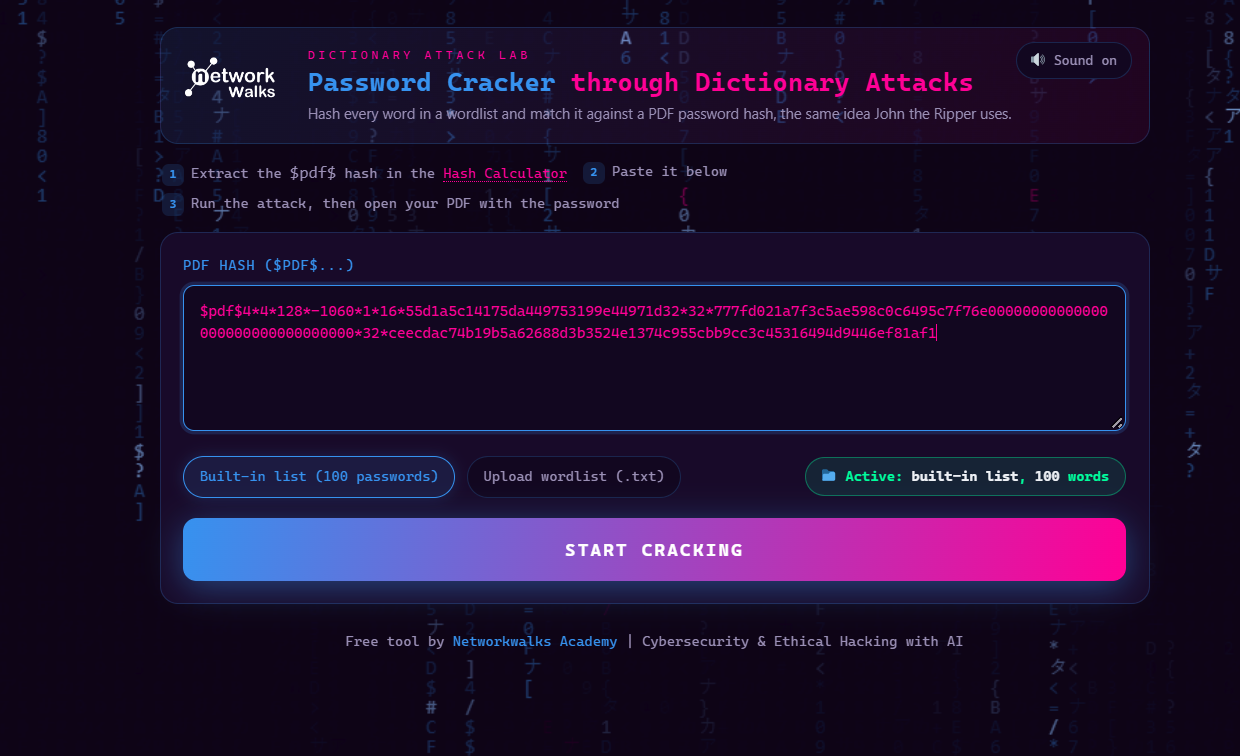 network
Walks
DICTIONARY ATTACK LAB
Password Cracker through Dictionary Attacks
Hash every word in a wordlist and match it against a PDF password hash, the same idea John the Ripper uses.
Sound on
1 Extract the $pdf$ hash in the Hash Calculator 2 Paste it below
3 Run the attack, then open your PDF with the password
PDF HASH ($PDF$...)
$pdf$4*4*128*-1060*1*16*55d1a5c14175da449753199e44971d32*32*777fd021a7f3c5ae598c0c6495c7f76e00000000000000
000000000000000000*32*ceecdac74b19b5a62688d3b3524e1374c955cbb9cc3c45316494d9446ef81af1
Built-in list (100 passwords)
Upload wordlist (.txt)
Active: built-in list, 100 words
START CRACKING
Free tool by Networkwalks Academy | Cybersecurity & Ethical Hacking with AI